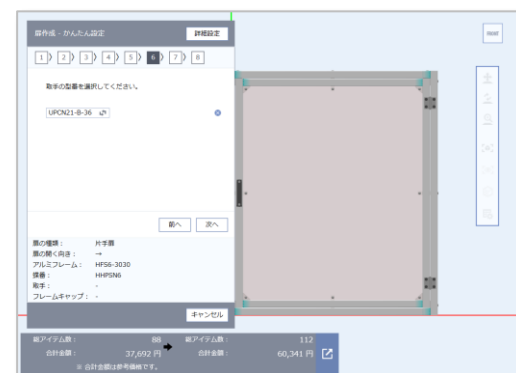 扉作成 - かんたん設定
詳細設定
1 2 3 4 5 6 7 8
取手の型番を選択してください。
UPCN21-B-36
前へ 次へ
扉の種類： 片手扉
扉の開く向き： →
アルミフレーム： HFS6-3030
蝶番： HHPSN6
取手： -
フレームキャップ： -
キャンセル
総アイテム数： 88 総アイテム数： 112
合計金額： 37,692 円 合計金額： 60,341 円
※ 合計金額は参考価格です。